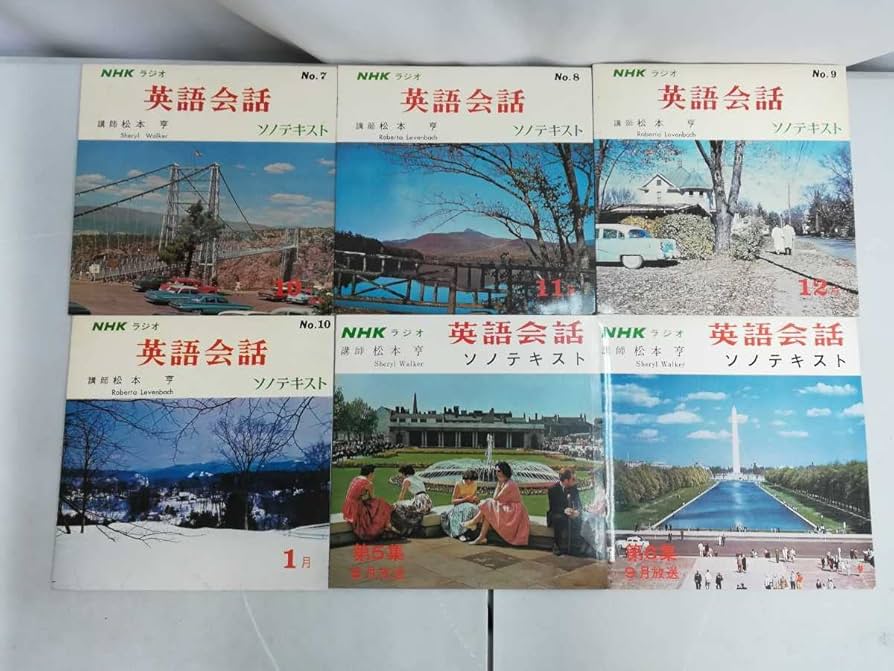 NHK ラジオ No.7
英語会話
講師 松本 亨
Sheryl Walker
ソノテキスト
10
NHK ラジオ No.8
英語会話
講師 松本 亨
Roberta Levenbach
ソノテキスト
11
NHK ラジオ No.9
英語会話
講師 松本 亨
Roberta Levenbach
ソノテキスト
12
NHK ラジオ No.10
英語会話
講師 松本 亨
Roberta Levenbach
ソノテキスト
1月
NHK ラジオ 英語会話
講師 松本 亨 ソノテキスト
Sheryl Walker
第5集
月放送
NHK ラジオ 英語会話
講師 松本 亨 ソノテキスト
Sheryl Walker
第6集
9月放送